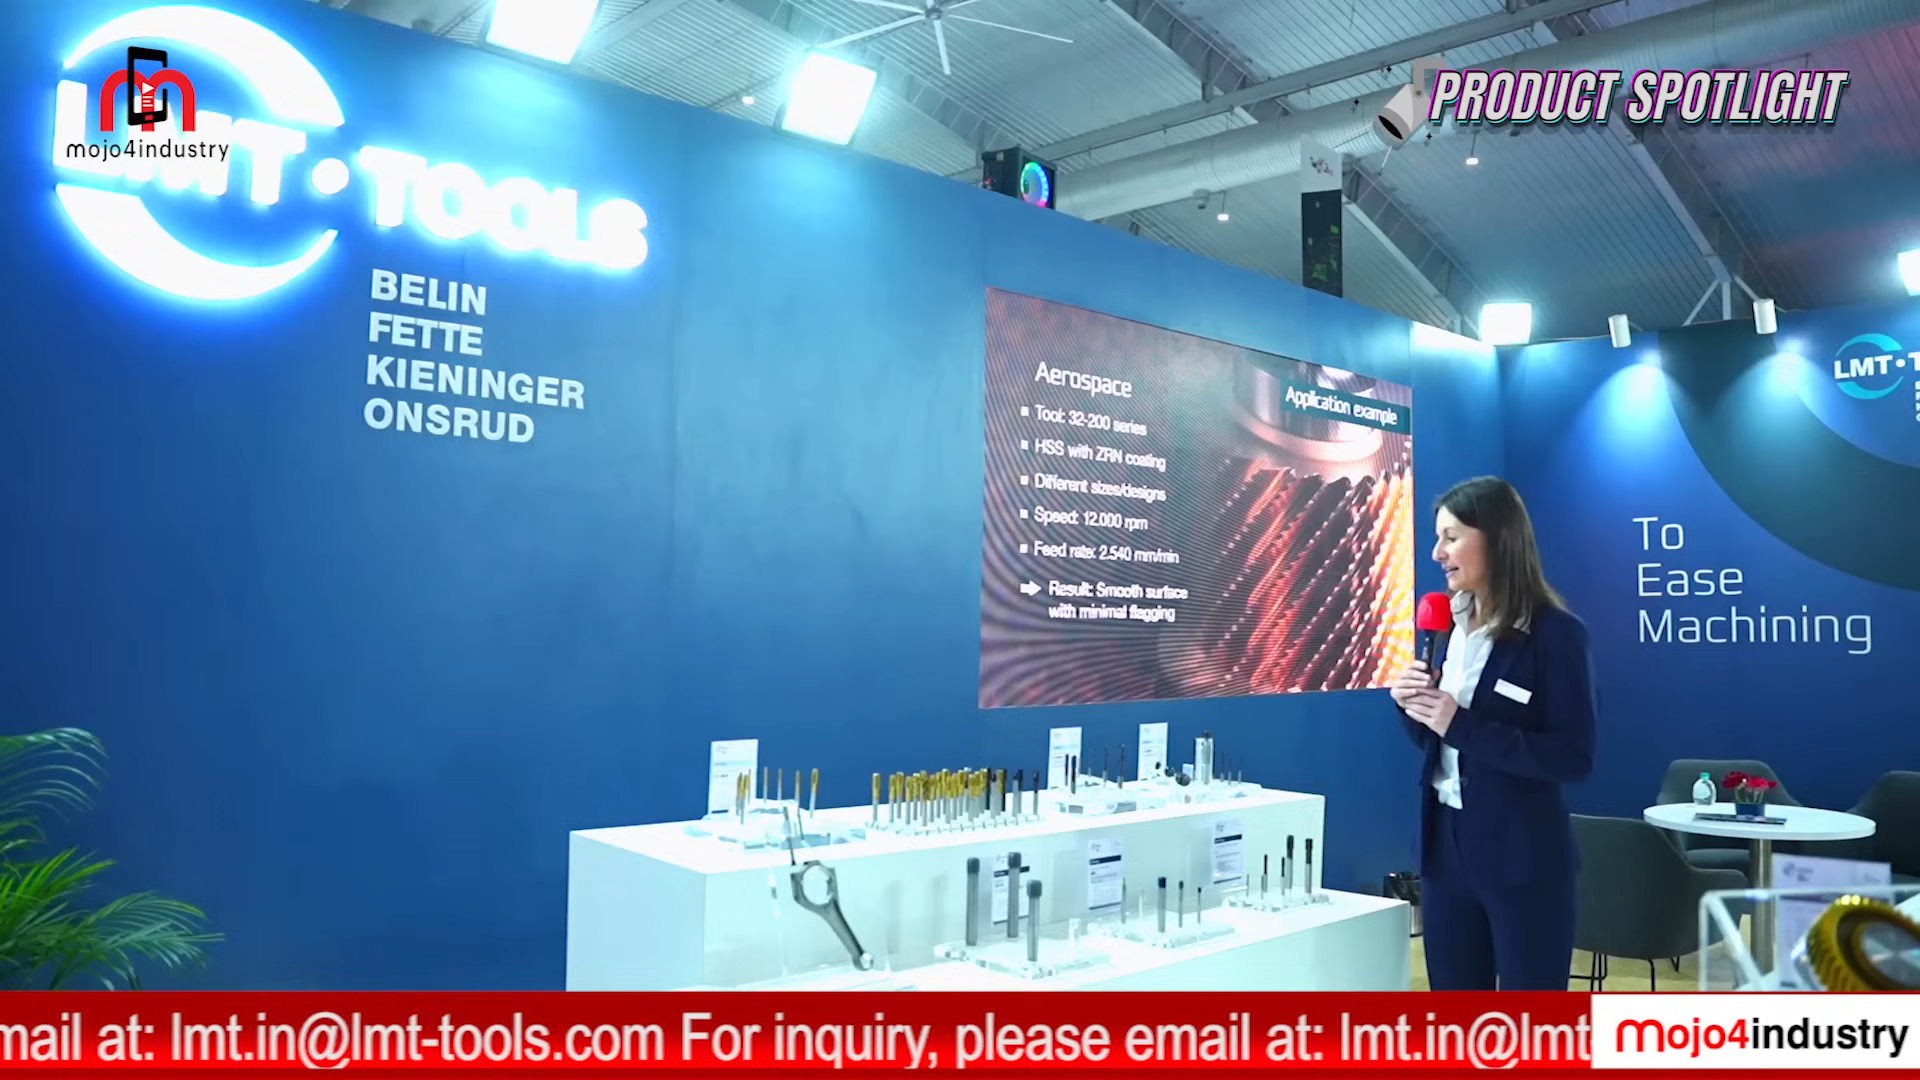 mojo4industry
PRODUCT SPOTLIGHT
LMT • TOOLS
BELIN
FETTE
KIENINGER
ONSRUD
Aerospace
Application example
Tool: 32-200 series
HSS with ZRN coating
Different sizes/designs
Speed: 12.000 rpm
Feed rate: 2.540 mm/min
Result: Smooth surface
with minimal flagging
LMT • T
To
Ease
Machining
mail at: lmt.in@lmt-tools.com For inquiry, please email at: lmt.in@lmt
mojo4industry